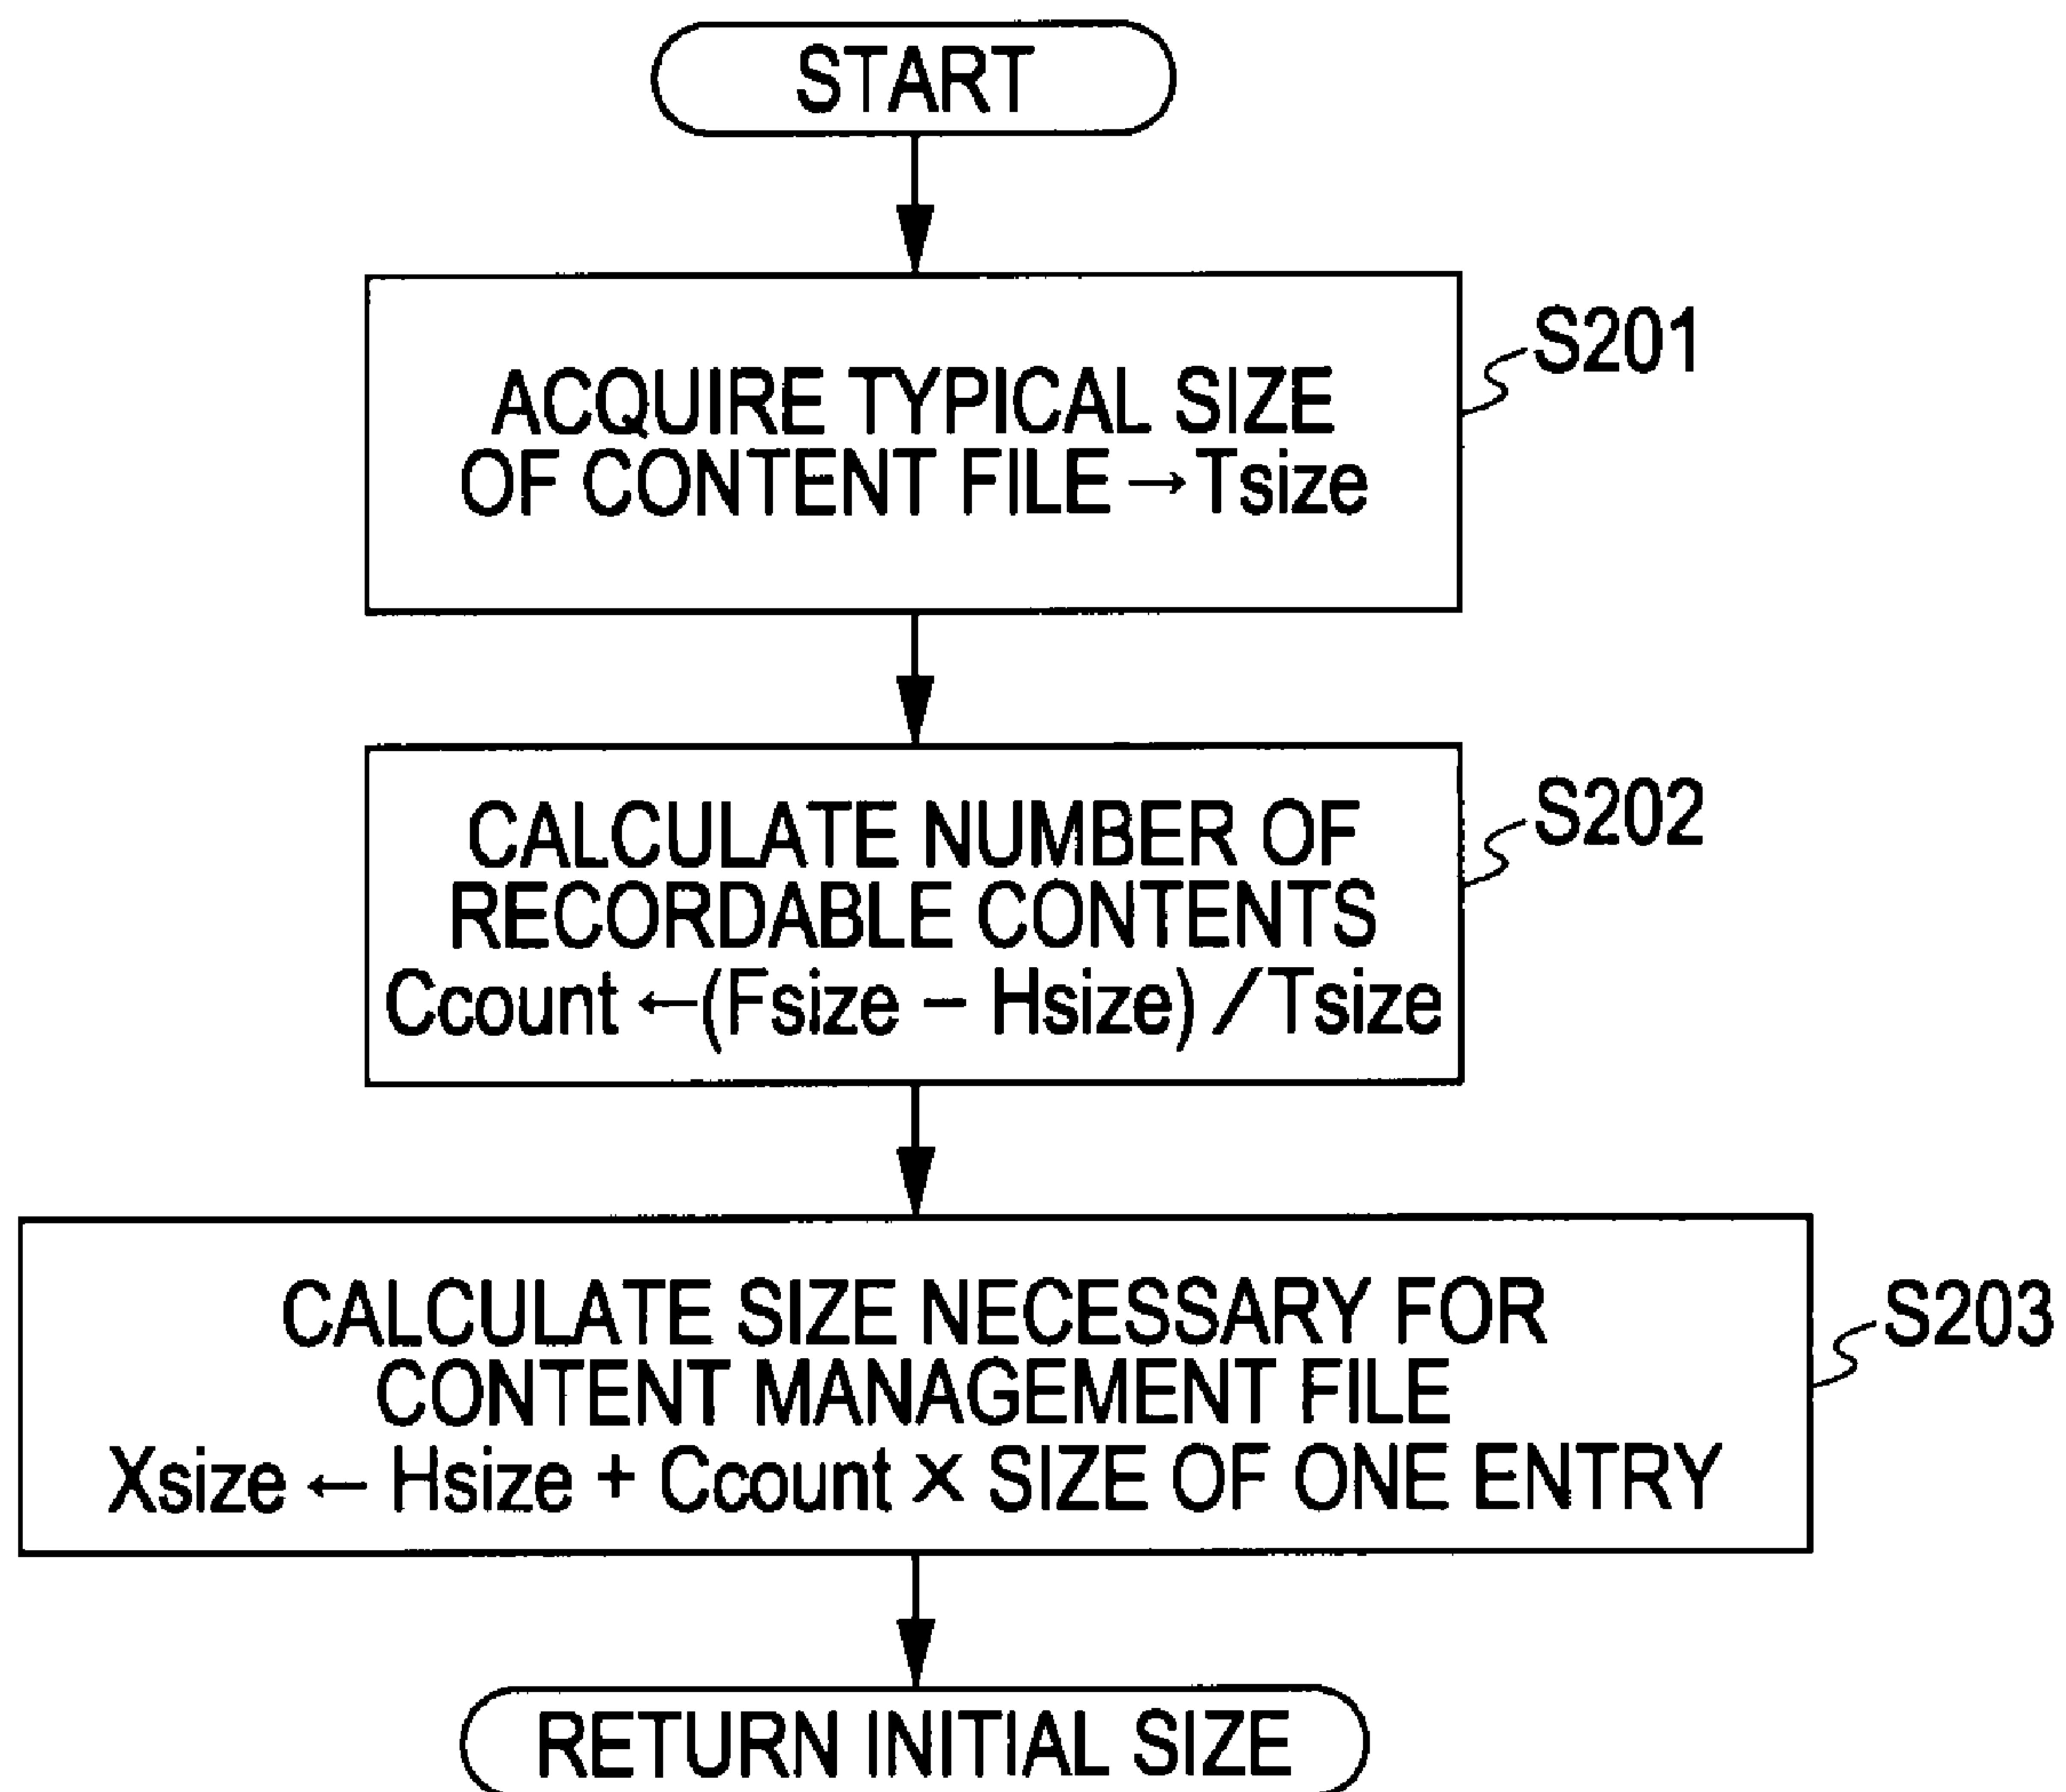 START
ACQUIRE TYPICAL SIZE
OF CONTENT FILE → Tsize
S201
CALCULATE NUMBER OF
RECORDABLE CONTENTS
Ccount ← (Fsize − Hsize) / Tsize
S202
CALCULATE SIZE NECESSARY FOR
CONTENT MANAGEMENT FILE
Xsize ← Hsize + Ccount × SIZE OF ONE ENTRY
S203
RETURN INITIAL SIZE